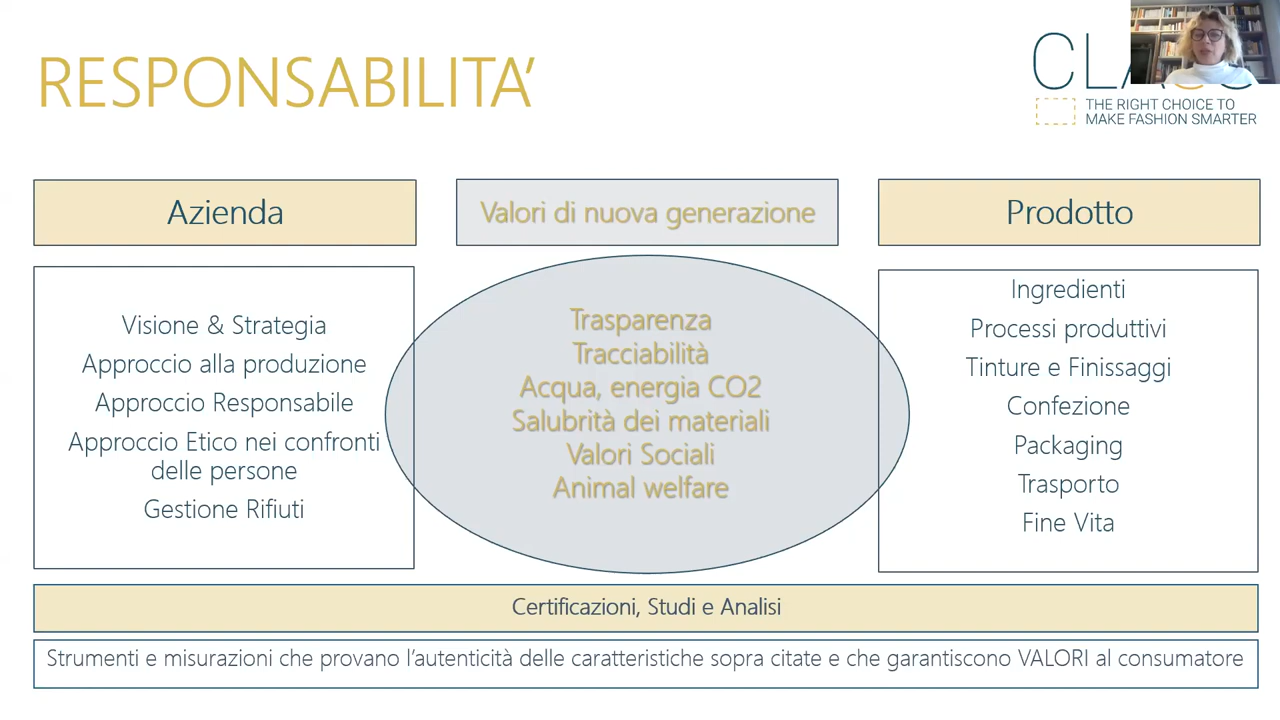 RESPONSABILITA’
THE RIGHT CHOICE TO
MAKE FASHION SMARTER
Azienda
Valori di nuova generazione
Prodotto
Visione & Strategia
Approccio alla produzione
Approccio Responsabile
Approccio Etico nei confronti
delle persone
Gestione Rifiuti
Trasparenza
Tracciabilità
Acqua, energia CO2
Salubrità dei materiali
Valori Sociali
Animal welfare
Ingredienti
Processi produttivi
Tinture e Finissaggi
Confezione
Packaging
Trasporto
Fine Vita
Certificazioni, Studi e Analisi
Strumenti e misurazioni che provano l’autenticità delle caratteristiche sopra citate e che garantiscono VALORI al consumatore